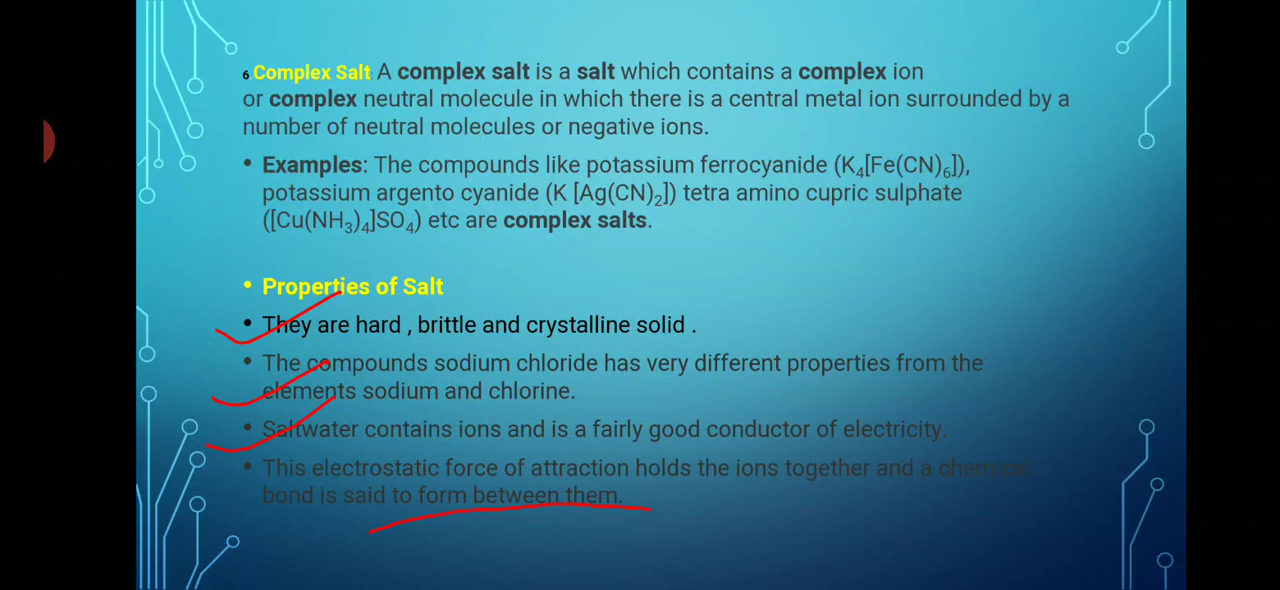 6 Complex Salt: A complex salt is a salt which contains a complex ion
or complex neutral molecule in which there is a central metal ion surrounded by a
number of neutral molecules or negative ions.
• Examples: The compounds like potassium ferrocyanide (K₄[Fe(CN)₆]),
potassium argento cyanide (K [Ag(CN)₂]) tetra amino cupric sulphate
([Cu(NH₃)₄]SO₄) etc are complex salts.
• Properties of Salt
• They are hard , brittle and crystalline solid .
• The compounds sodium chloride has very different properties from the
elements sodium and chlorine.
• Saltwater contains ions and is a fairly good conductor of electricity.
• This electrostatic force of attraction holds the ions together and a chemical
bond is said to form between them.